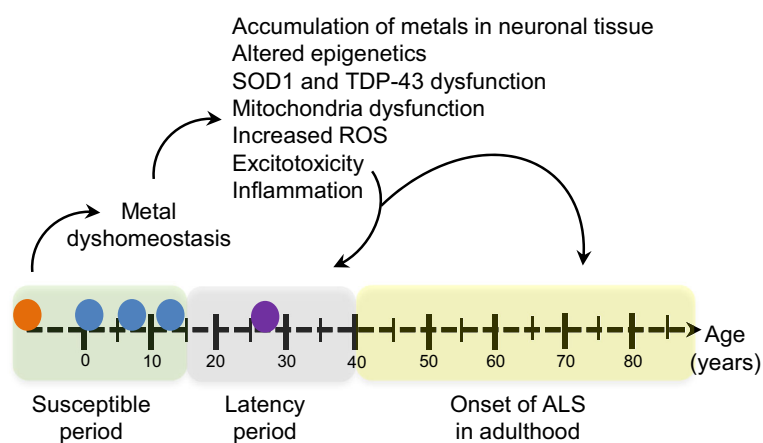 Accumulation of metals in neuronal tissue
Altered epigenetics
SOD1 and TDP-43 dysfunction
Mitochondria dysfunction
Increased ROS
Excitotoxicity
Inflammation
Metal
dyshomeostasis
Age
(years)
0 10 20 30 40 50 60 70 80
Susceptible
period
Latency
period
Onset of ALS
in adulthood